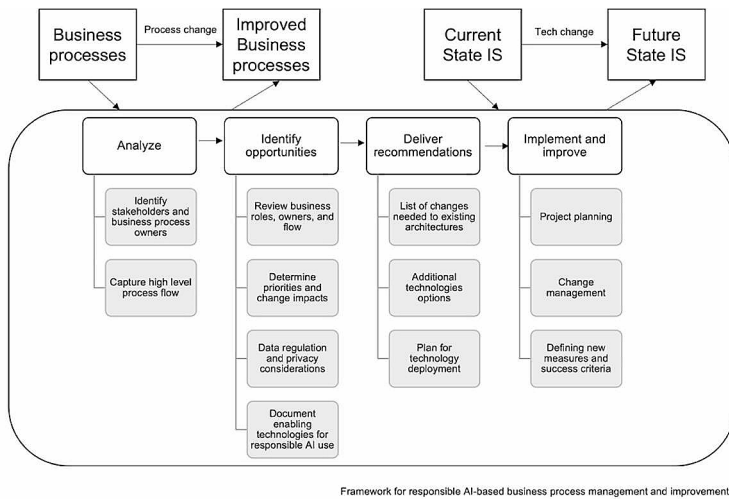 Business
processes
Process change
Improved
Business
processes
Current
State IS
Tech change
Future
State IS
Analyze
Identify
opportunities
Deliver
recommendations
Implement and
improve
Identify
stakeholders and
business process
owners
Capture high level
process flow
Review business
roles, owners, and
flow
Determine
priorities and
change impacts
Data regulation
and privacy
considerations
Document
enabling
technologies for
responsible AI use
List of changes
needed to existing
architectures
Additional
technologies
options
Plan for
technology
deployment
Project planning
Change
management
Defining new
measures and
success criteria
Framework for responsible AI-based business process management and improvement